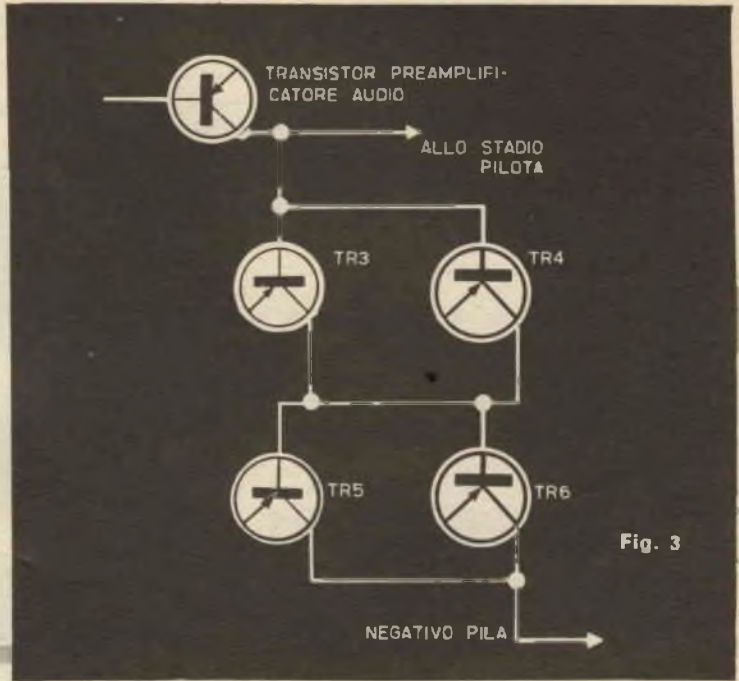 TRANSISTOR PREAMPLIFI-
CATORE AUDIO
ALLO STADIO
PILOTA
TR3
TR4
TR5
TR6
Fig. 3
NEGATIVO PILA